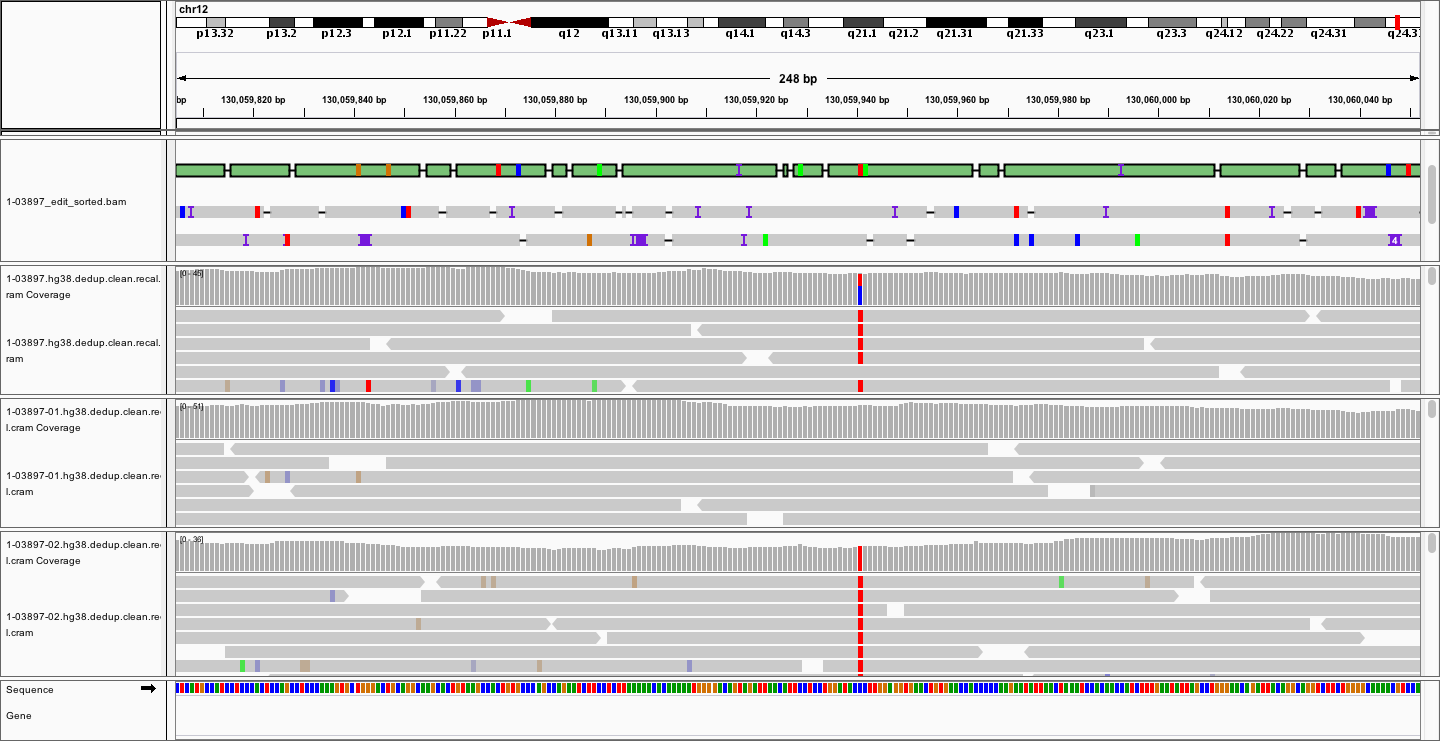 chr12
p13.32 p13.2 p12.3 p12.1 p11.22 p11.1 q12 q13.11 q13.13 q14.1 q14.3 q21.1 q21.2 q21.31 q21.33 q23.1 q23.3 q24.12 q24.22 q24.31 q24.3
248 bp
bp 130,059,820 bp 130,059,840 bp 130,059,860 bp 130,059,880 bp 130,059,900 bp 130,059,920 bp 130,059,940 bp 130,059,960 bp 130,059,980 bp 130,060,000 bp 130,060,020 bp 130,060,040 bp
1-03897_edit_sorted.bam
4
1-03897.hg38.dedup.clean.recal.
ram Coverage
[0 - 45]
1-03897.hg38.dedup.clean.recal.
ram
1-03897-01.hg38.dedup.clean.re
l.cram Coverage
[0 - 51]
1-03897-01.hg38.dedup.clean.re
l.cram
1-03897-02.hg38.dedup.clean.re
l.cram Coverage
[0 - 36]
1-03897-02.hg38.dedup.clean.re
l.cram
Sequence
Gene